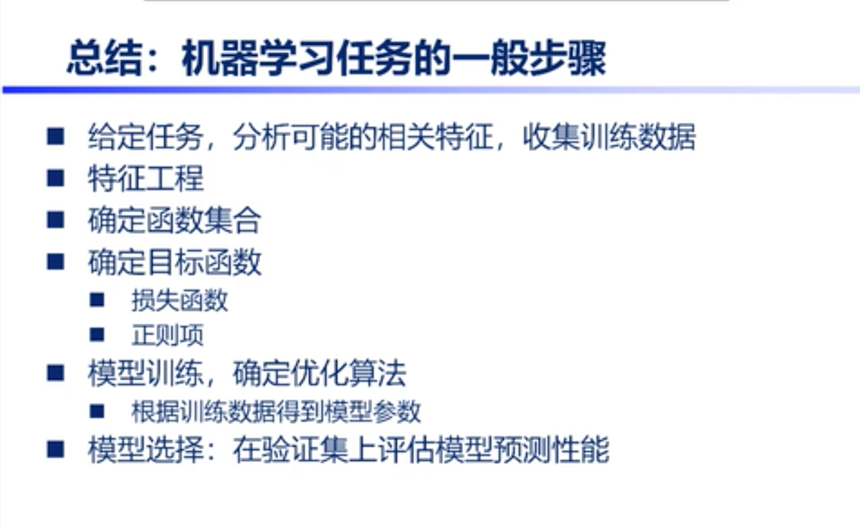 总结：机器学习任务的一般步骤
给定任务，分析可能的相关特征，收集训练数据
特征工程
确定函数集合
确定目标函数
损失函数
正则项
模型训练，确定优化算法
根据训练数据得到模型参数
模型选择：在验证集上评估模型预测性能